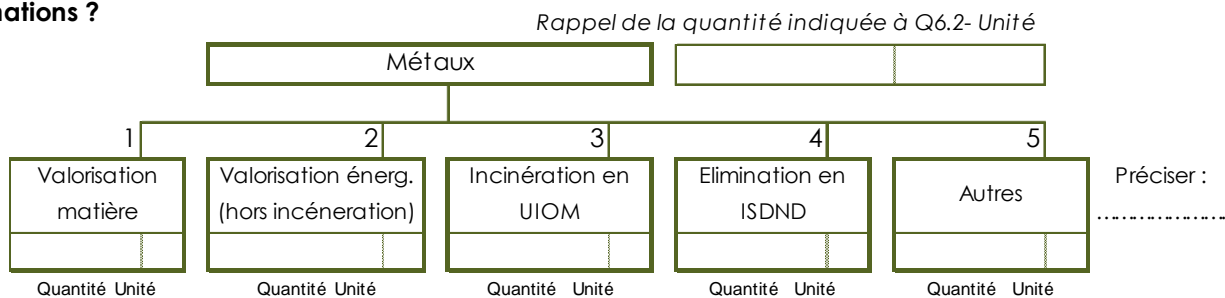 nations ?
Rappel de la quantité indiquée à Q6.2- Unité
Métaux
1 2 3 4 5
Valorisation matière
Valorisation énerg. (hors incéneration)
Incinération en UIOM
Elimination en ISDND
Autres
Préciser :
…………………
Quantité Unité Quantité Unité Quantité Unité Quantité Unité Quantité Unité